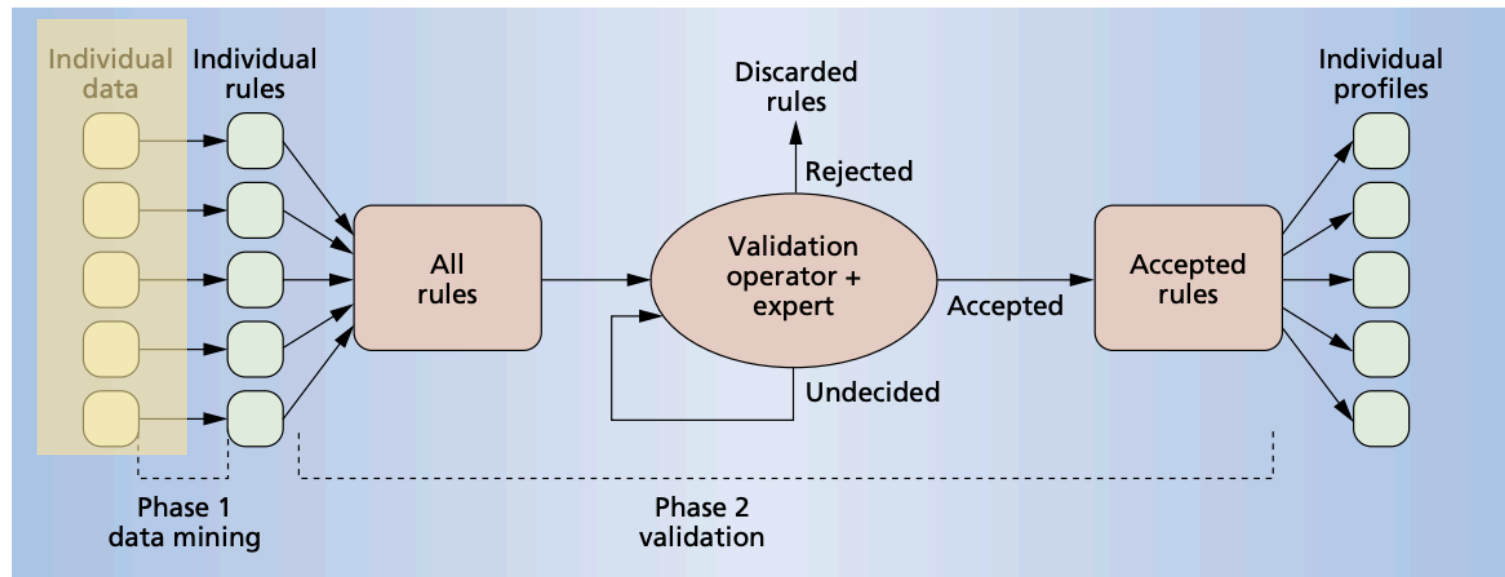 Individual
data
Individual
rules
Discarded
rules
Individual
profiles
Rejected
All
rules
Validation
operator +
expert
Accepted
Accepted
rules
Undecided
Phase 1
data mining
Phase 2
validation